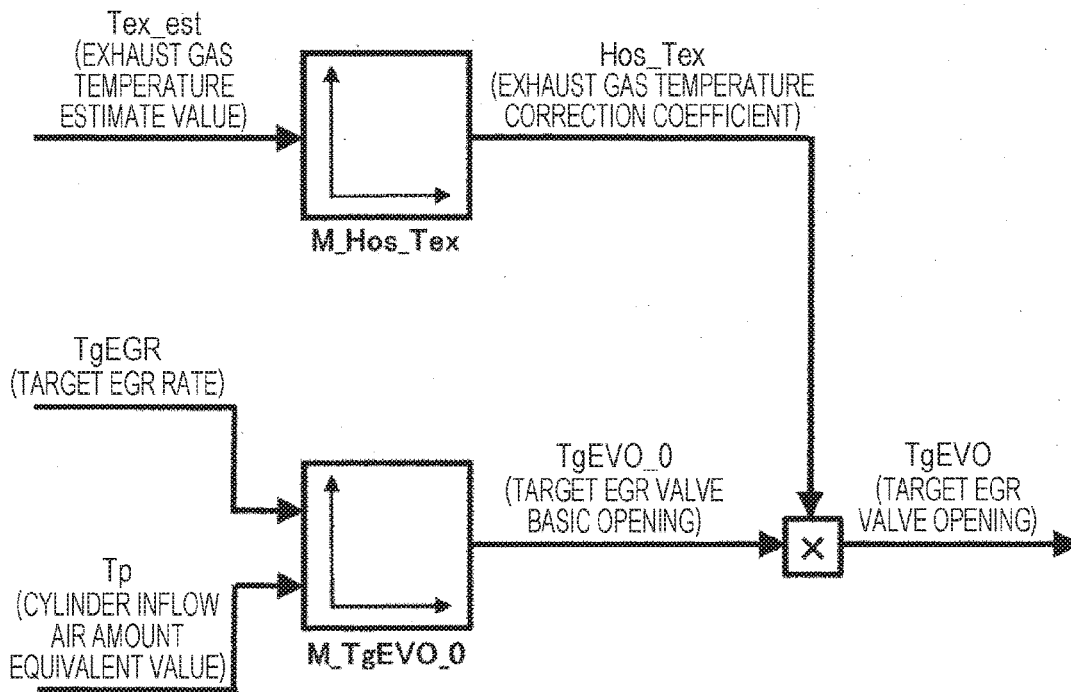 Tex_est
(EXHAUST GAS
TEMPERATURE
ESTIMATE VALUE)
M_Hos_Tex
Hos_Tex
(EXHAUST GAS TEMPERATURE
CORRECTION COEFFICIENT)
TgEGR
(TARGET EGR RATE)
Tp
(CYLINDER INFLOW
AIR AMOUNT
EQUIVALENT VALUE)
M_TgEVO_0
TgEVO_0
(TARGET EGR VALVE
BASIC OPENING)
×
TgEVO
(TARGET EGR
VALVE OPENING)